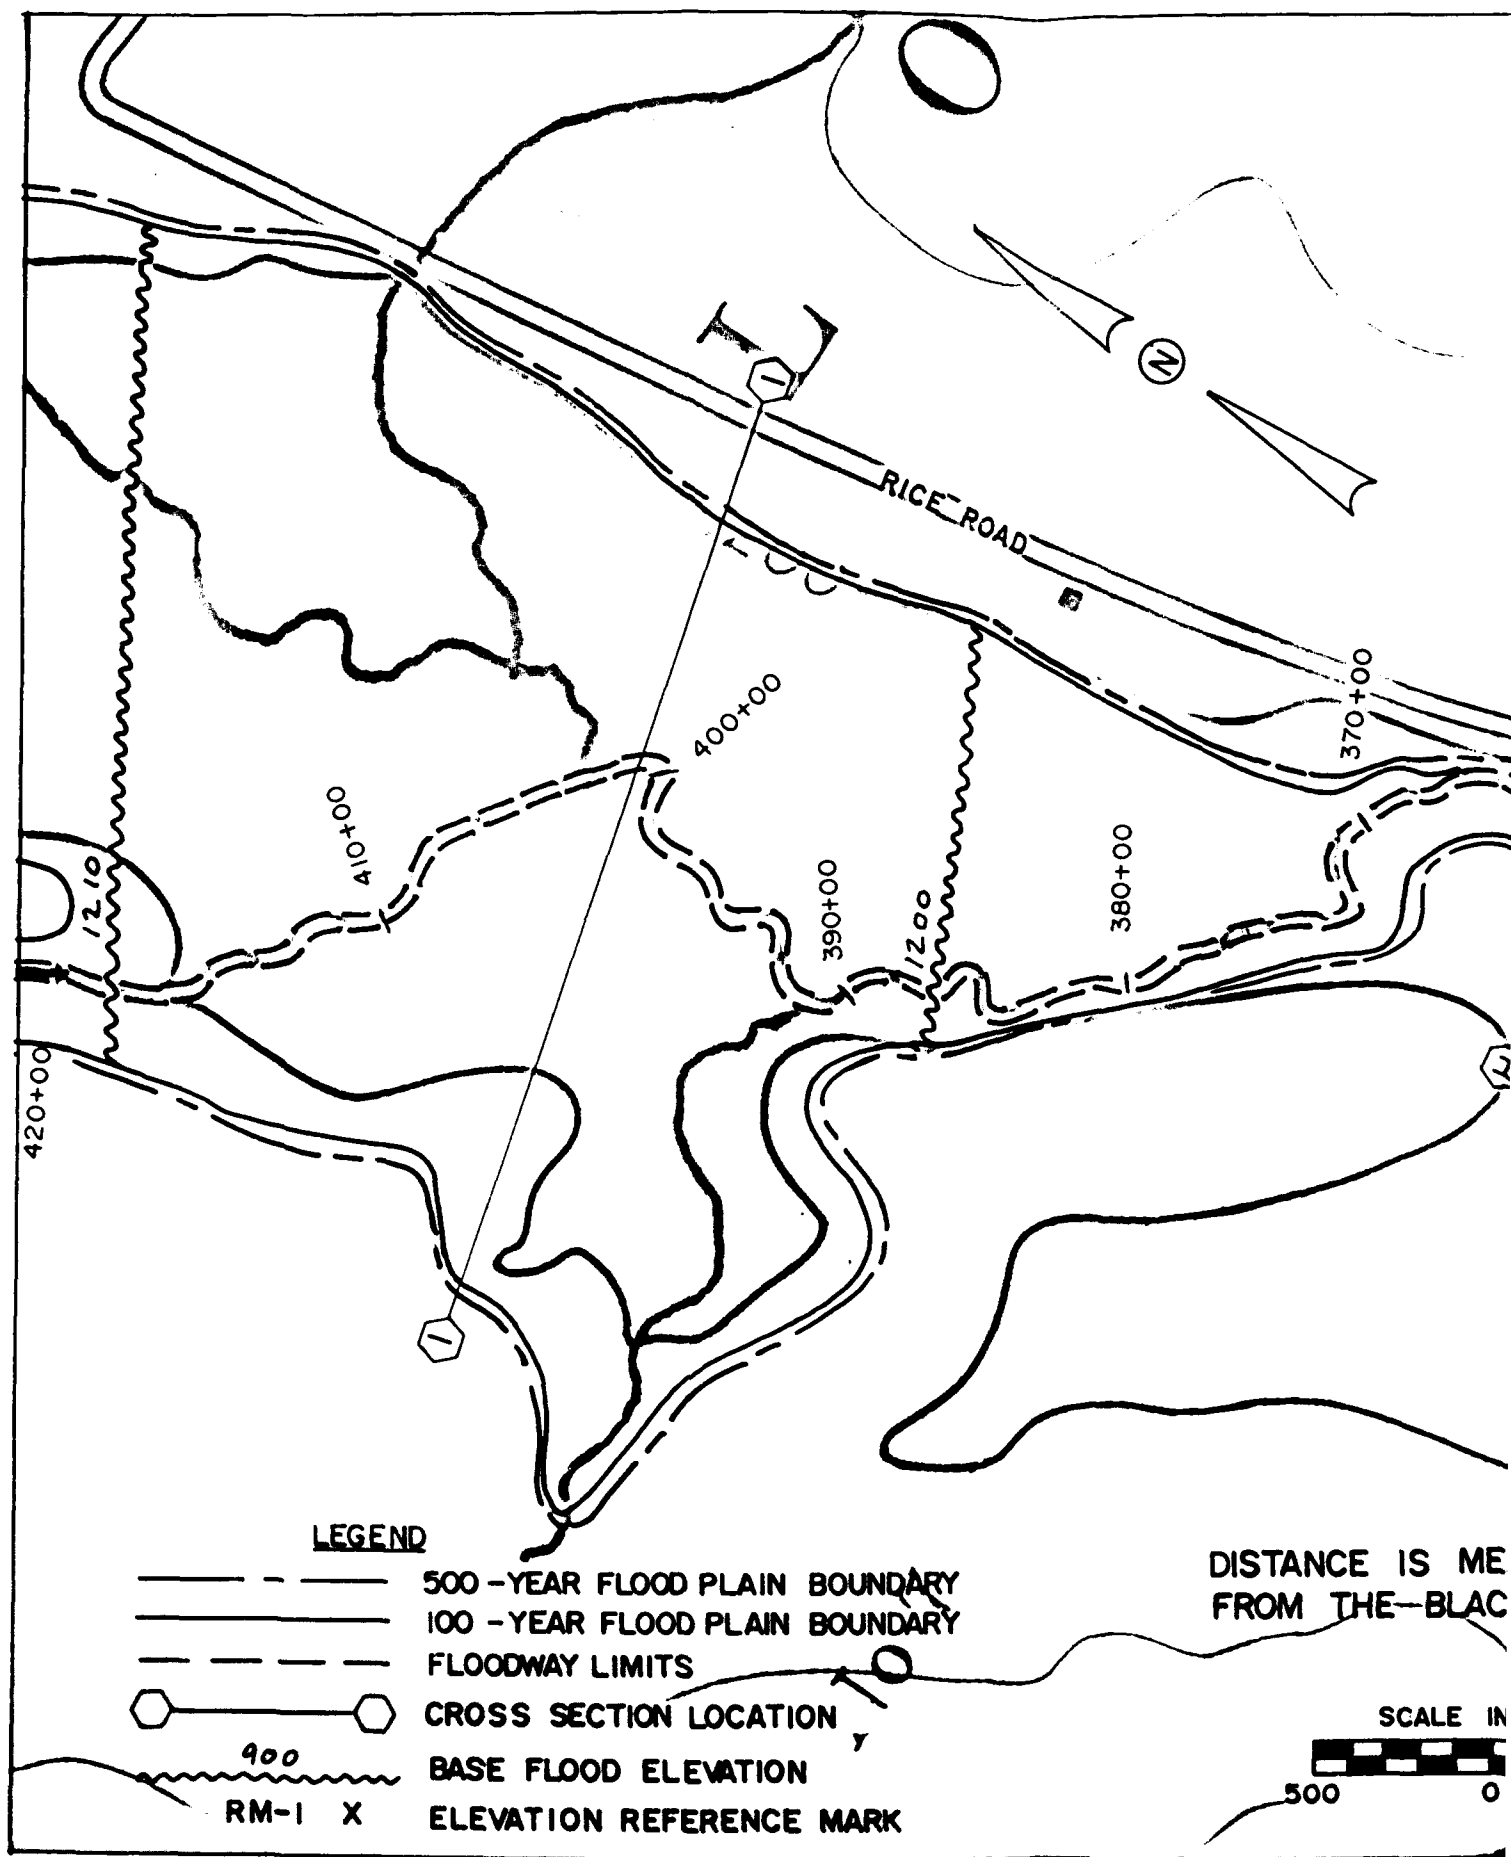 N
RICE ROAD
400+00
370+00
410+00
1210
390+00
1200
380+00
420+00
LEGEND
500-YEAR FLOOD PLAIN BOUNDARY
100-YEAR FLOOD PLAIN BOUNDARY
FLOODWAY LIMITS
CROSS SECTION LOCATION
900
BASE FLOOD ELEVATION
RM-1 X ELEVATION REFERENCE MARK
DISTANCE IS ME
FROM THE BLAC
SCALE IN
500 0